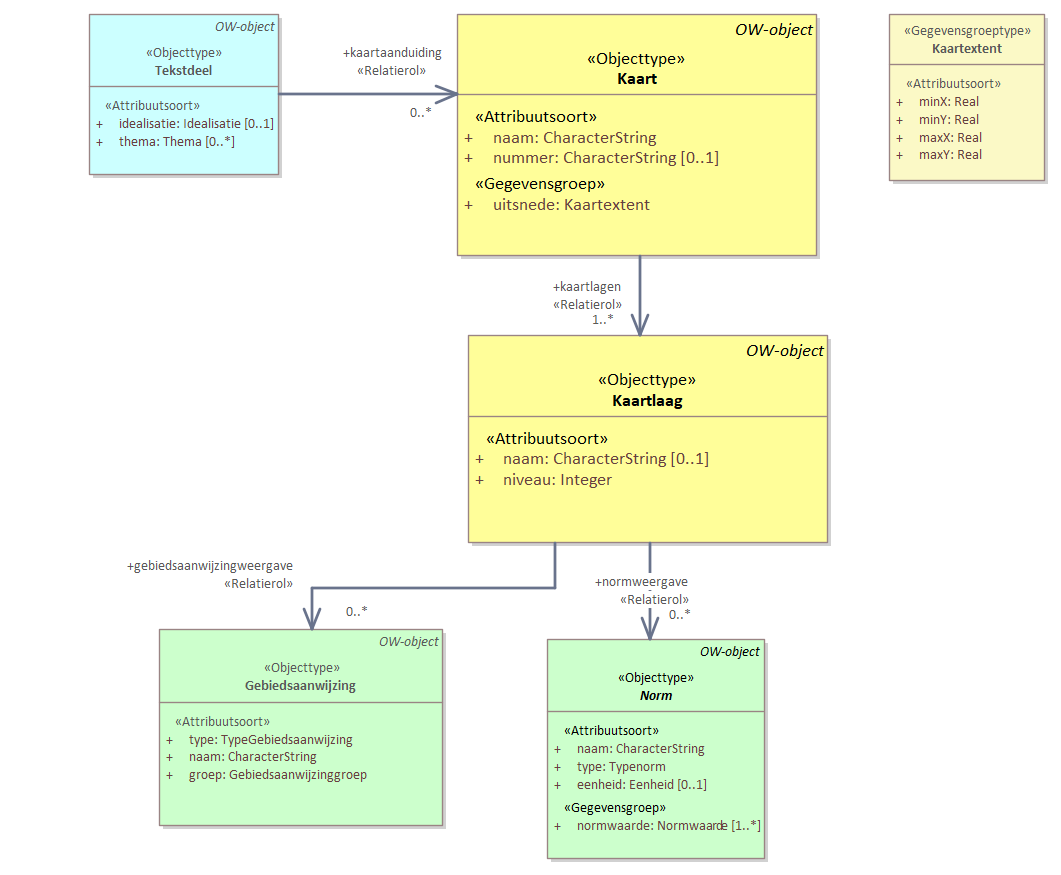 OW-object
«Objecttype»
Tekstdeel
«Attribuutsoort»
+ idealisatie: Idealisatie [0..1]
+ thema: Thema [0..*]
+kaartaanduiding
«Relatierol»
0..*
OW-object
«Objecttype»
Kaart
«Attribuutsoort»
+ naam: CharacterString
+ nummer: CharacterString [0..1]
«Gegevensgroep»
+ uitsnede: Kaartextent
«Gegevensgroeptype»
Kaartextent
«Attribuutsoort»
+ minX: Real
+ minY: Real
+ maxX: Real
+ maxY: Real
+kaartlagen
«Relatierol»
1..*
OW-object
«Objecttype»
Kaartlaag
«Attribuutsoort»
+ naam: CharacterString [0..1]
+ niveau: Integer
+gebiedsaanwijzingweergave
«Relatierol»
0..*
+normweergave
«Relatierol»
0..*
OW-object
«Objecttype»
Gebiedsaanwijzing
«Attribuutsoort»
+ type: TypeGebiedsaanwijzing
+ naam: CharacterString
+ groep: Gebiedsaanwijzinggroep
OW-object
«Objecttype»
Norm
«Attribuutsoort»
+ naam: CharacterString
+ type: Typenorm
+ eenheid: Eenheid [0..1]
«Gegevensgroep»
+ normwaarde: Normwaarde [1..*]